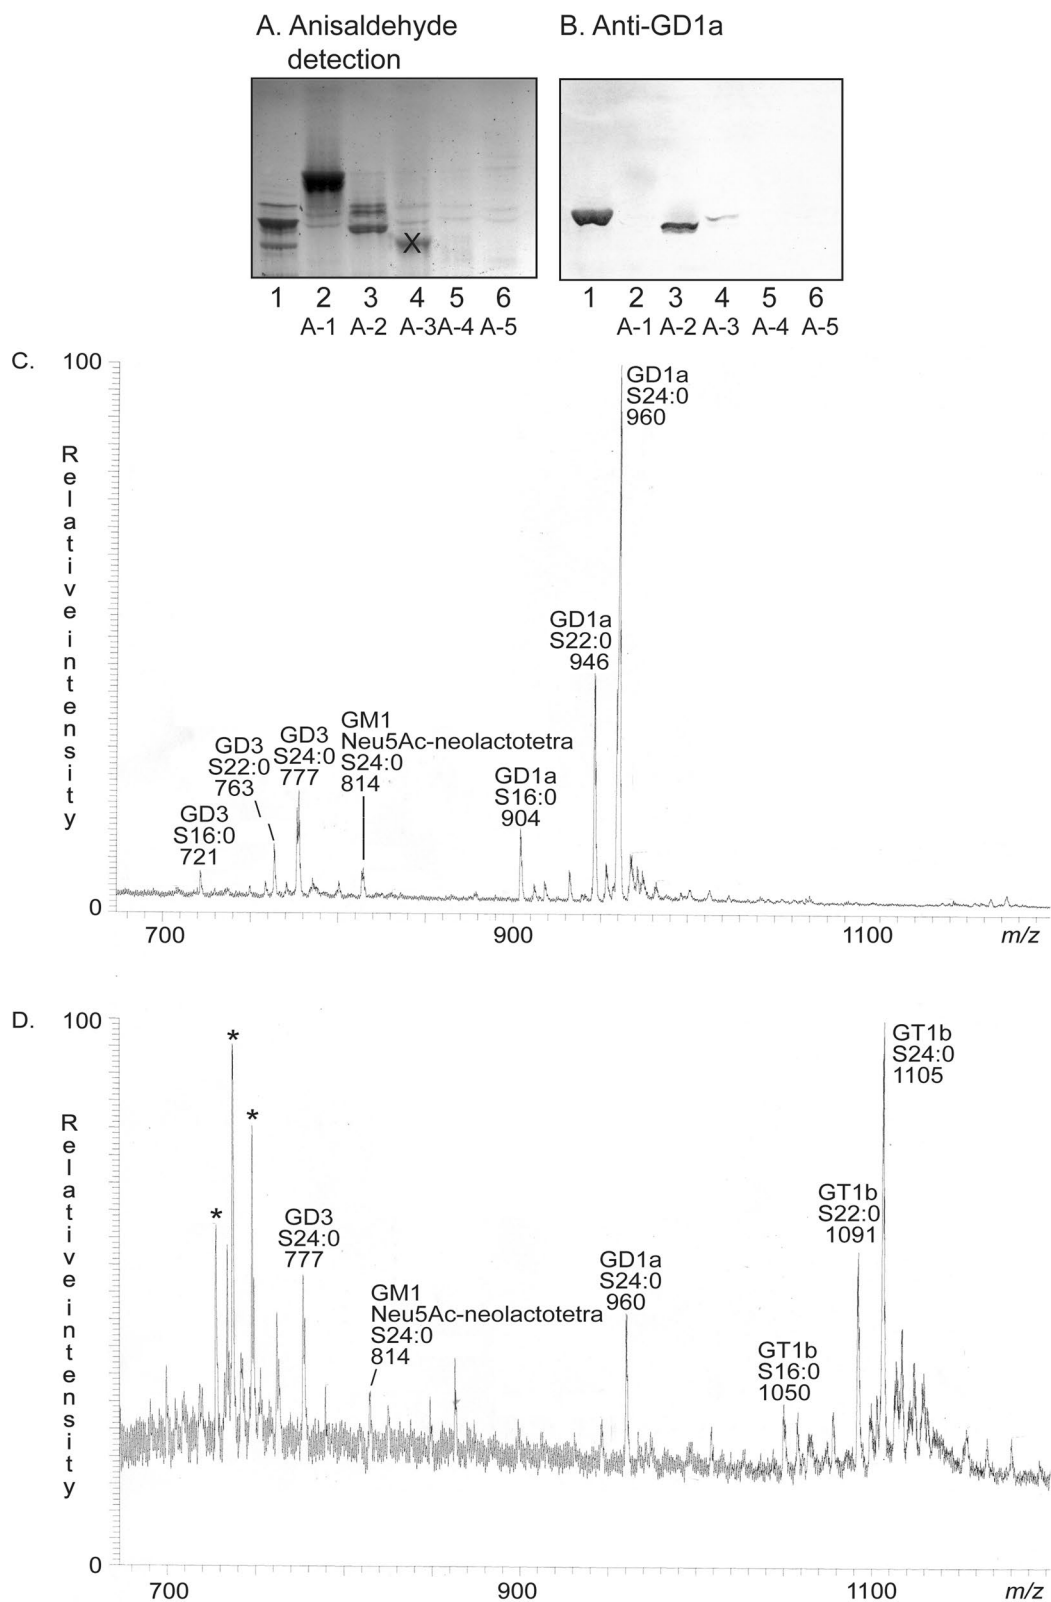 A. Anisaldehyde
detection
B. Anti-GD1a
X
1 2 3 4 5 6
A-1 A-2 A-3 A-4 A-5
1 2 3 4 5 6
A-1 A-2 A-3 A-4 A-5
C.
100
Relative intensity
0
GD3
S16:0
721
GD3
S22:0
763
GD3
S24:0
777
GM1
Neu5Ac-neolactotetra
S24:0
814
GD1a
S16:0
904
GD1a
S22:0
946
GD1a
S24:0
960
700 900 1100 m/z
D.
100
Relative intensity
0
*
*
*
GD3
S24:0
777
GM1
Neu5Ac-neolactotetra
S24:0
814
GD1a
S24:0
960
GT1b
S16:0
1050
GT1b
S22:0
1091
GT1b
S24:0
1105
700 900 1100 m/z